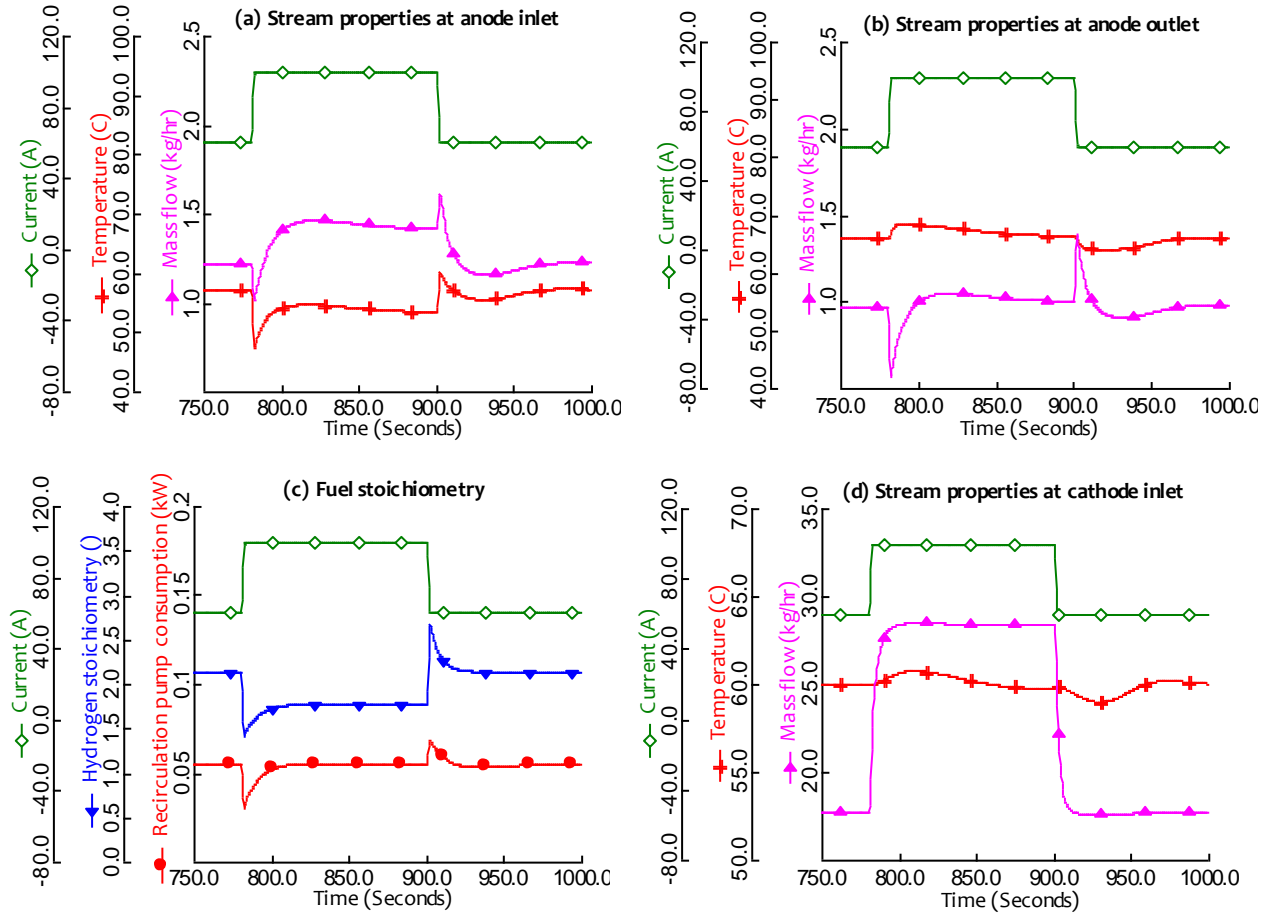 (a) Stream properties at anode inlet
Current (A)
-80.0 -40.0 0.0 40.0 80.0 120.0
Temperature (C)
40.0 50.0 60.0 70.0 80.0 90.0 100.0
Mass flow (kg/hr)
1.0 1.5 2.0 2.5
750.0 800.0 850.0 900.0 950.0 1000.0
Time (Seconds)
(b) Stream properties at anode outlet
Current (A)
-80.0 -40.0 0.0 40.0 80.0 120.0
Temperature (C)
40.0 50.0 60.0 70.0 80.0 90.0 100.0
Mass flow (kg/hr)
1.0 1.5 2.0 2.5
750.0 800.0 850.0 900.0 950.0 1000.0
Time (Seconds)
(c) Fuel stoichiometry
Current (A)
-80.0 -40.0 0.0 40.0 80.0 120.0
Hydrogen stoichiometry ()
0.0 0.5 1.0 1.5 2.0 2.5 3.0 3.5 4.0
Recirculation pump consumption (kW)
0.05 0.1 0.15 0.2
750.0 800.0 850.0 900.0 950.0 1000.0
Time (Seconds)
(d) Stream properties at cathode inlet
Current (A)
-80.0 -40.0 0.0 40.0 80.0 120.0
Temperature (C)
50.0 55.0 60.0 65.0 70.0
Mass flow (kg/hr)
20.0 25.0 30.0 35.0
750.0 800.0 850.0 900.0 950.0 1000.0
Time (Seconds)